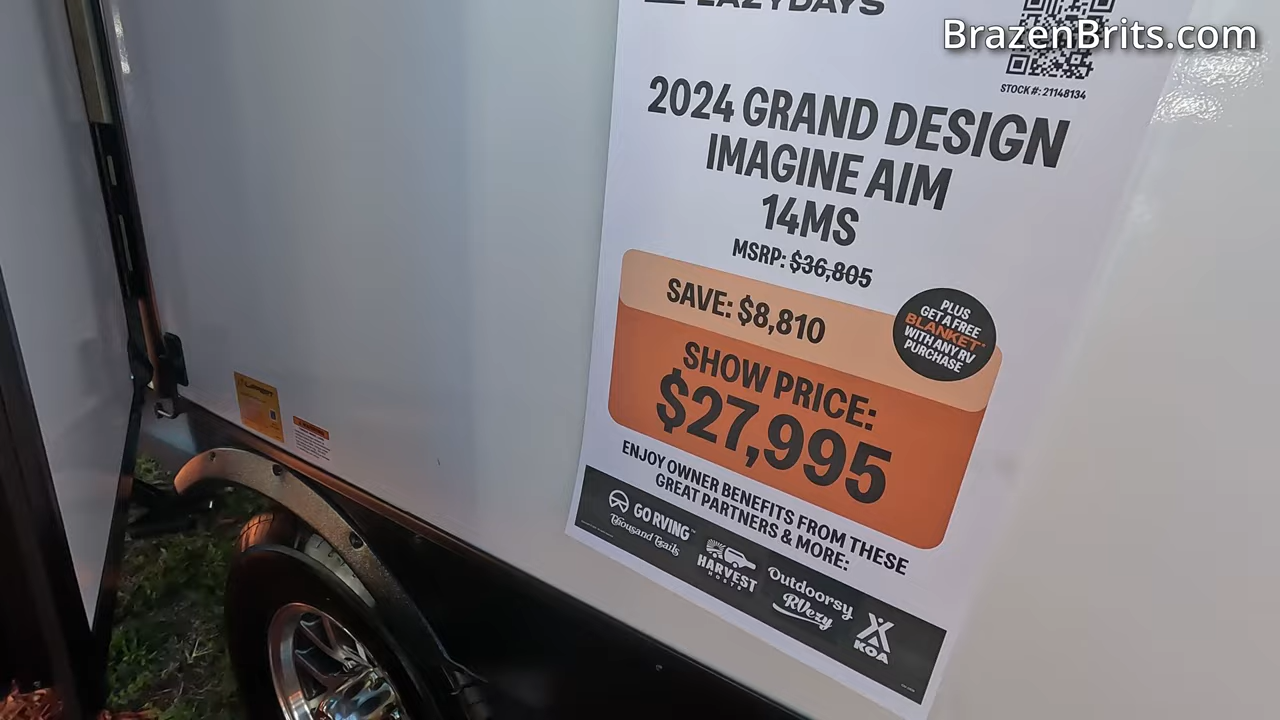 LAZYDAYS
BrazenBrits.com
STOCK#: 21148134
2024 GRAND DESIGN
IMAGINE AIM
14MS
MSRP: $36,805
SAVE: $8,810
PLUS
GET A FREE
BLANKET*
WITH ANY RV
PURCHASE
SHOW PRICE:
$27,995
ENJOY OWNER BENEFITS FROM THESE
GREAT PARTNERS & MORE:
GO RVING
Thousand Trails
HARVEST
HOSTS
Outdoorsy
RVezy
KOA